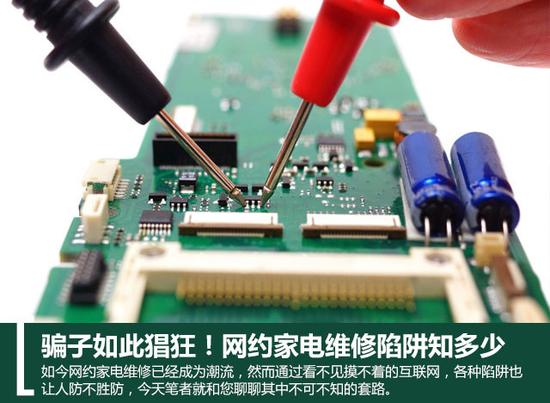 骗子如此猖狂！网约家电维修陷阱知多少
如今网约家电维修已经成为潮流，然而通过看不见摸不着的互联网，各种陷阱也
让人防不胜防，今天笔者就和您聊聊其中不可不知的套路。